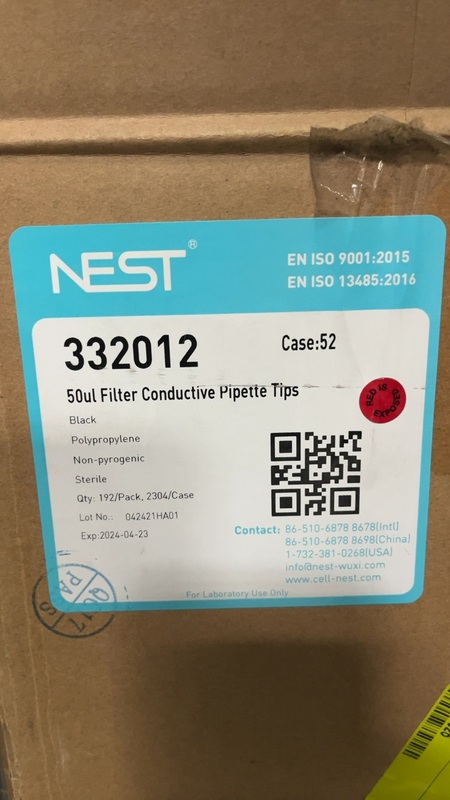 NEST®
EN ISO 9001:2015
EN ISO 13485:2016
332012
Case:52
50ul Filter Conductive Pipette Tips
Black
Polypropylene
Non-pyrogenic
Sterile
Qty: 192/Pack, 2304/Case
Lot No.: 042421HA01
Exp:2024-04-23
RED IS
EXPOSED
Contact: 86-510-6878 8678(Intl)
86-510-6878 8698(China)
1-732-381-0268(USA)
info@nest-wuxi.com
www.cell-nest.com
For Laboratory Use Only